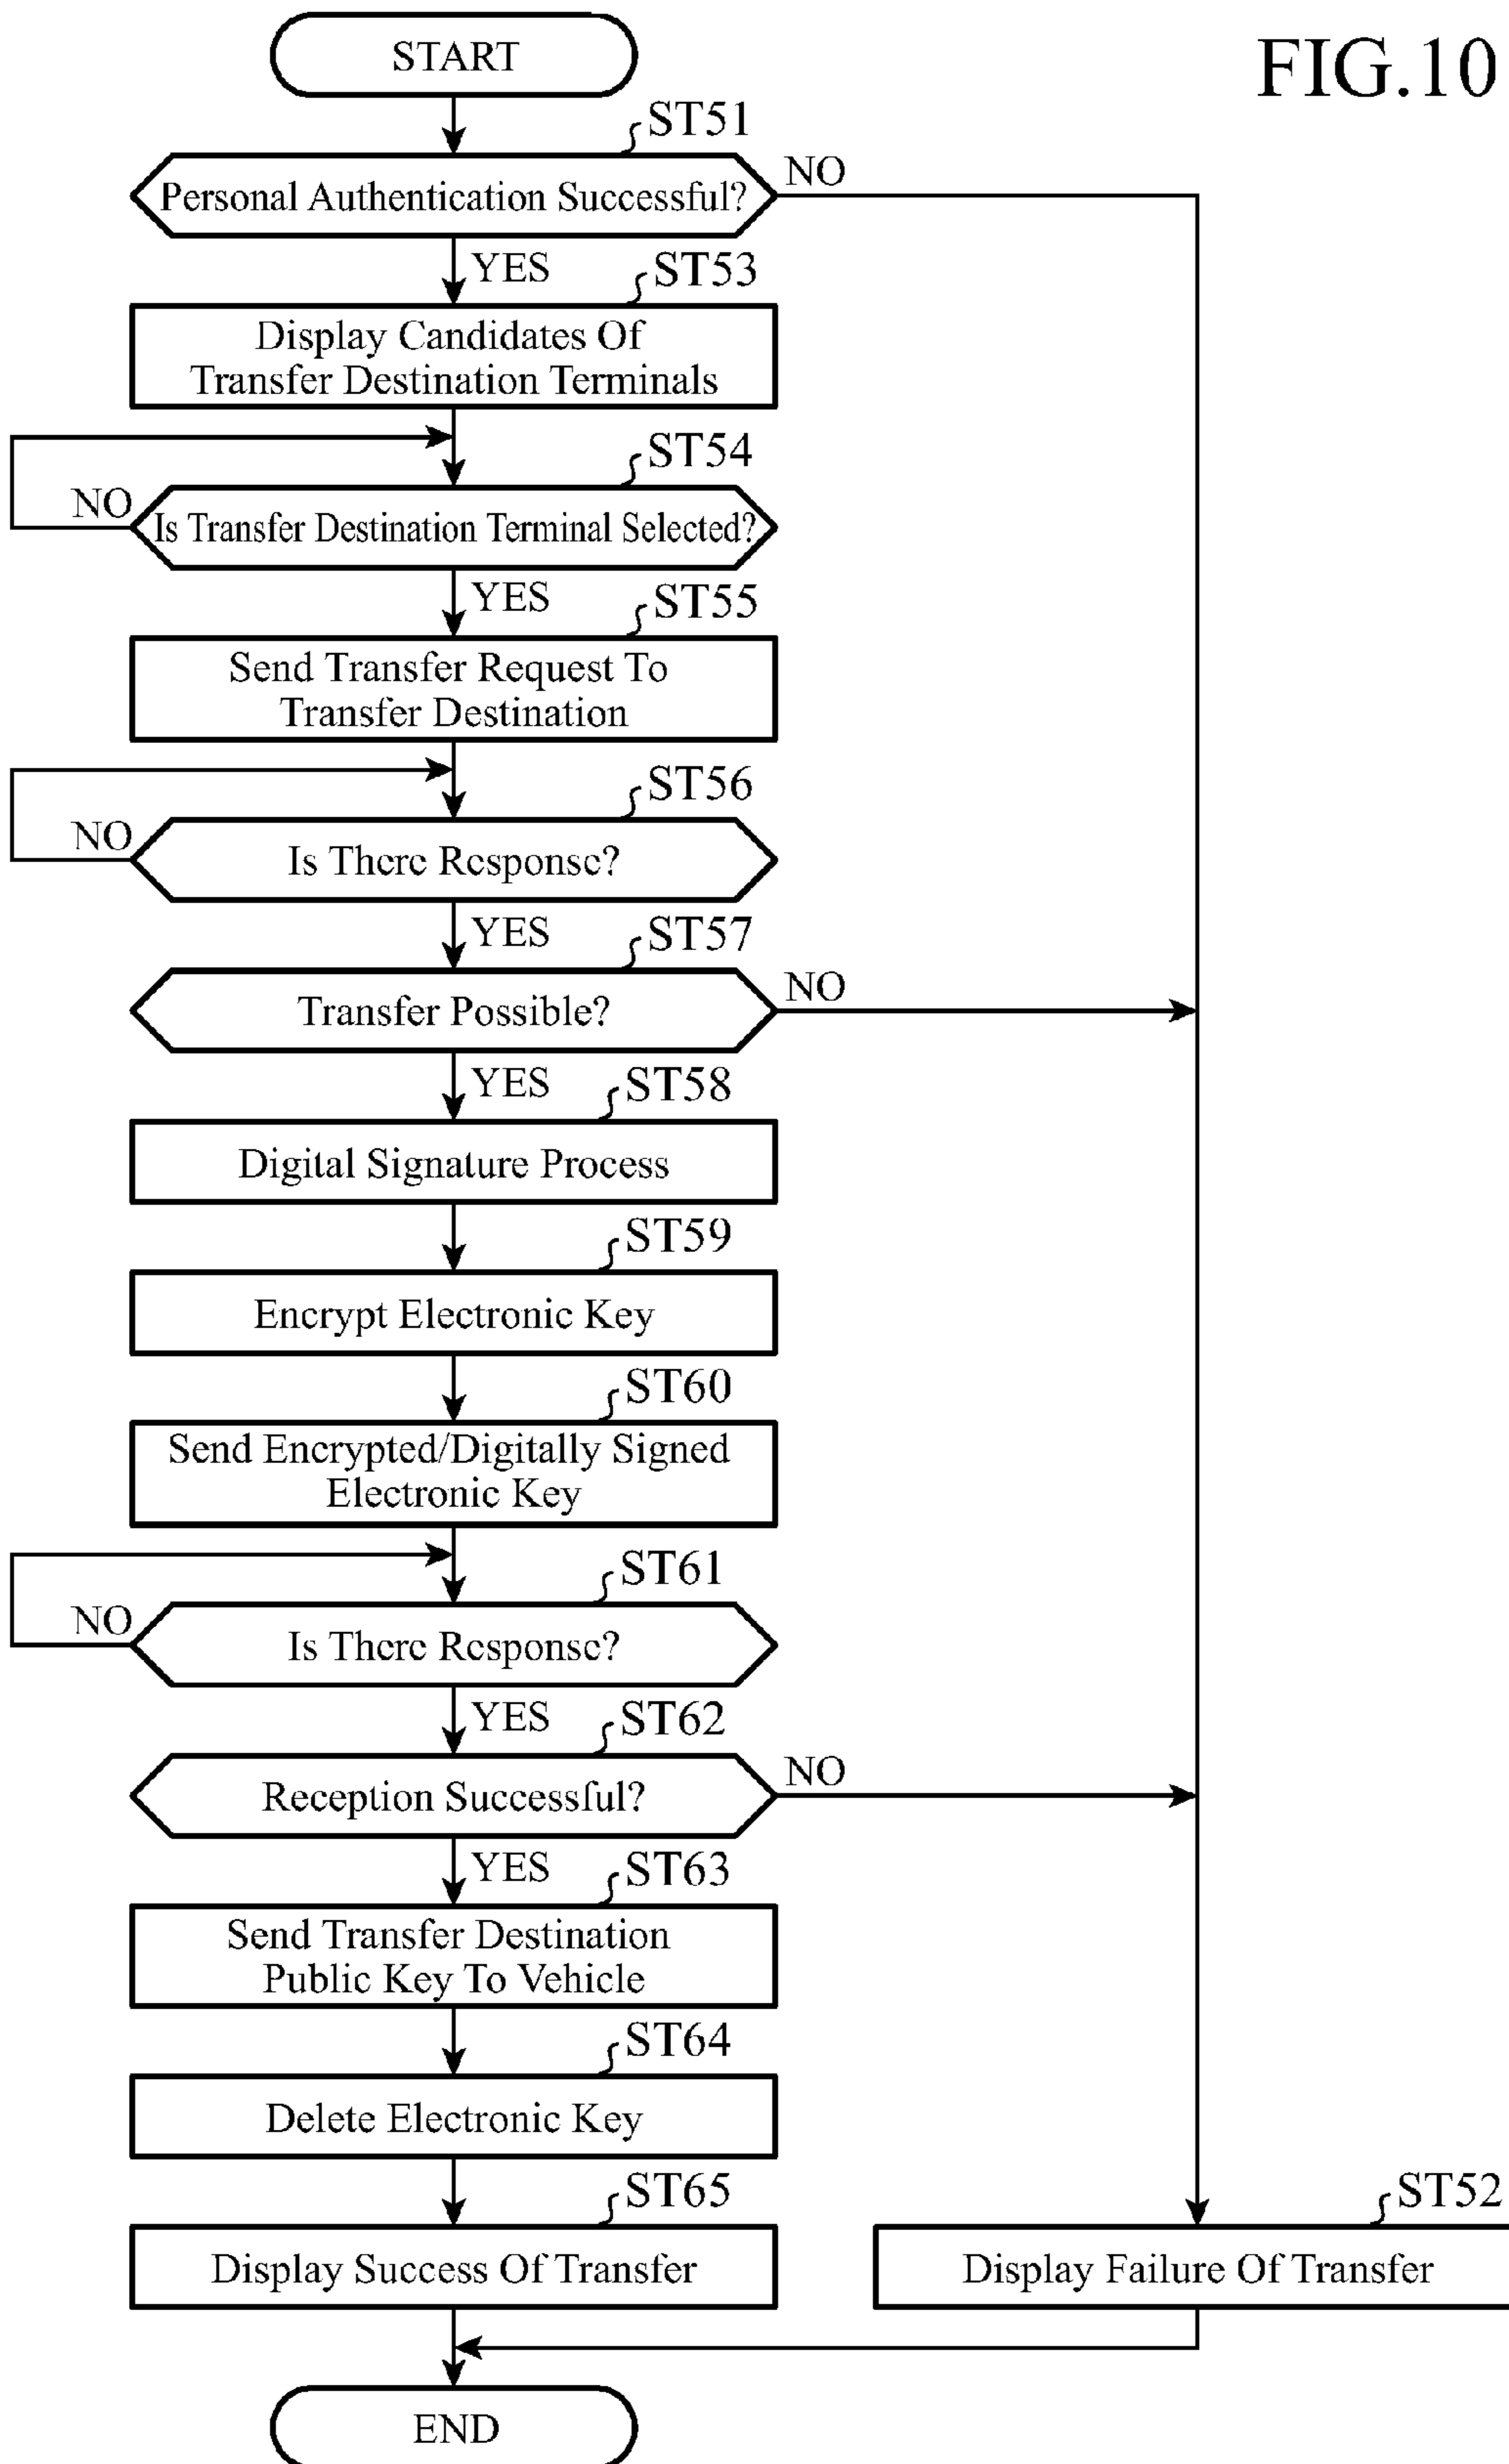 FIG.10
START
ST51
Personal Authentication Successful?
NO
YES
ST53
Display Candidates Of
Transfer Destination Terminals
ST54
NO
Is Transfer Destination Terminal Selected?
YES
ST55
Send Transfer Request To
Transfer Destination
ST56
NO
Is There Response?
YES
ST57
Transfer Possible?
NO
YES
ST58
Digital Signature Process
ST59
Encrypt Electronic Key
ST60
Send Encrypted/Digitally Signed
Electronic Key
ST61
NO
Is There Response?
YES
ST62
Reception Successful?
NO
YES
ST63
Send Transfer Destination
Public Key To Vehicle
ST64
Delete Electronic Key
ST65
Display Success Of Transfer
ST52
Display Failure Of Transfer
END